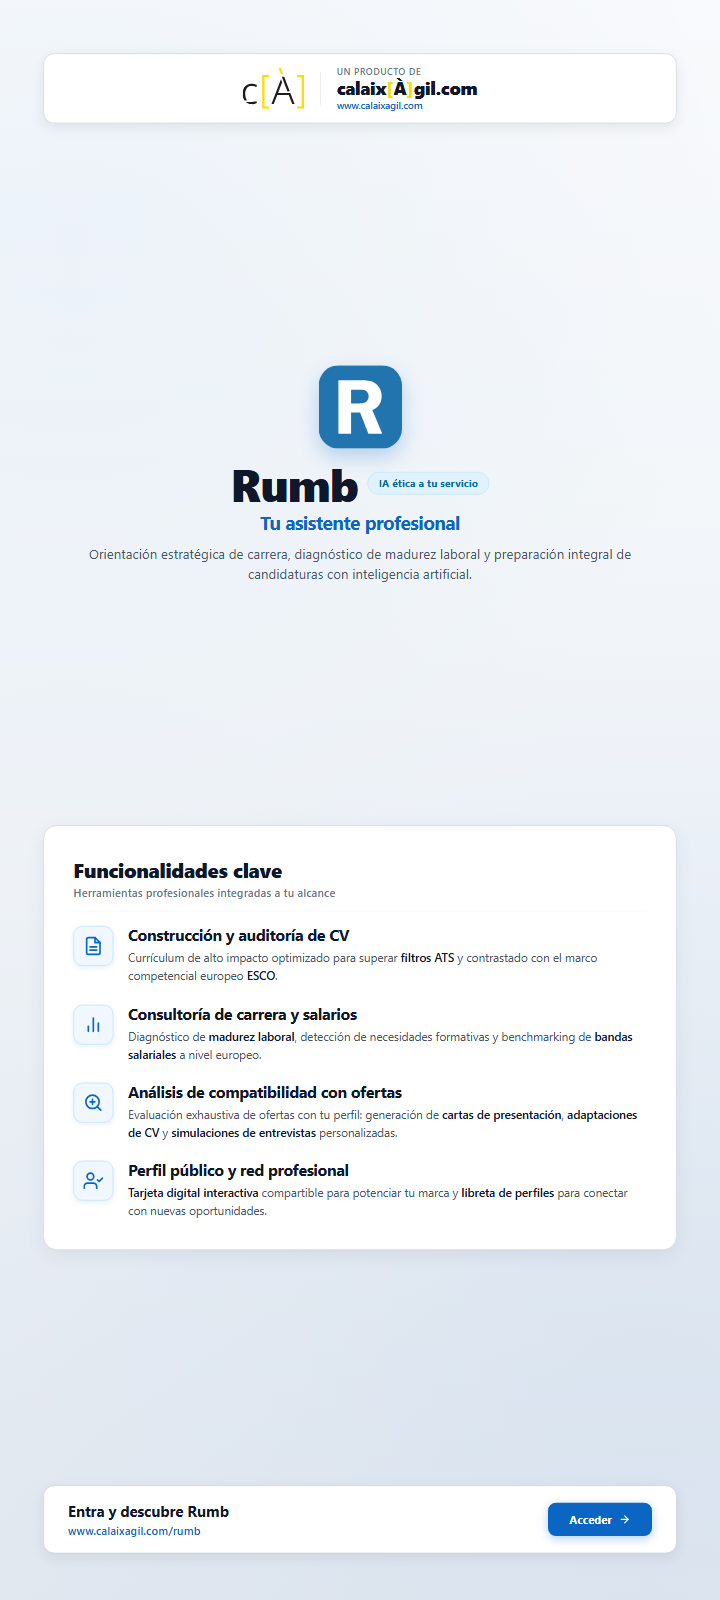 c[À]
UN PRODUCTO DE
calaix[À]gil.com
www.calaixagil.com
R
Rumb
IA ética a tu servicio
Tu asistente profesional
Orientación estratégica de carrera, diagnóstico de madurez laboral y preparación integral de
candidaturas con inteligencia artificial.
Funcionalidades clave
Herramientas profesionales integradas a tu alcance
Construcción y auditoría de CV
Currículum de alto impacto optimizado para superar filtros ATS y contrastado con el marco
competencial europeo ESCO.
Consultoría de carrera y salarios
Diagnóstico de madurez laboral, detección de necesidades formativas y benchmarking de bandas
salariales a nivel europeo.
Análisis de compatibilidad con ofertas
Evaluación exhaustiva de ofertas con tu perfil: generación de cartas de presentación, adaptaciones
de CV y simulaciones de entrevistas personalizadas.
Perfil público y red profesional
Tarjeta digital interactiva compartible para potenciar tu marca y libreta de perfiles para conectar
con nuevas oportunidades.
Entra y descubre Rumb
www.calaixagil.com/rumb
Acceder →